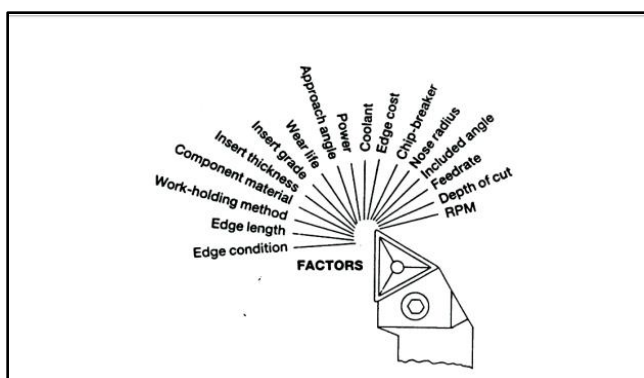 Edge condition
Edge length
Work-holding method
Component material
Insert thickness
Insert grade
Wear life
Approach angle
Power
Coolant
Edge cost
Chip-breaker
Nose radius
Included angle
Feedrate
Depth of cut
RPM
FACTORS